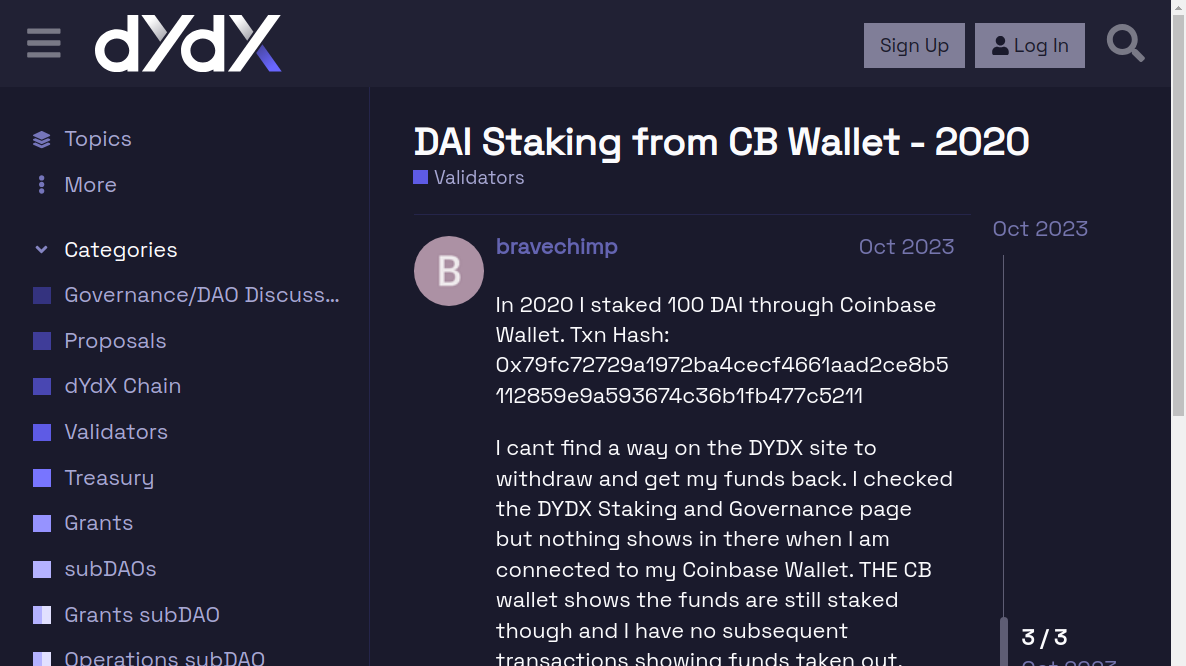 dYdX
Sign Up
Log In
Topics
More
Categories
Governance/DAO Discuss...
Proposals
dYdX Chain
Validators
Treasury
Grants
subDAOs
Grants subDAO
Operations subDAO
DAI Staking from CB Wallet - 2020
Validators
B
bravechimp
Oct 2023
In 2020 I staked 100 DAI through Coinbase
Wallet. Txn Hash:
0x79fc72729a1972ba4cecf4661aad2ce8b5
112859e9a593674c36b1fb477c5211
I cant find a way on the DYDX site to
withdraw and get my funds back. I checked
the DYDX Staking and Governance page
but nothing shows in there when I am
connected to my Coinbase Wallet. THE CB
wallet shows the funds are still staked
though and I have no subsequent
transactions showing funds taken out.
Oct 2023
3 / 3
Oct 2023